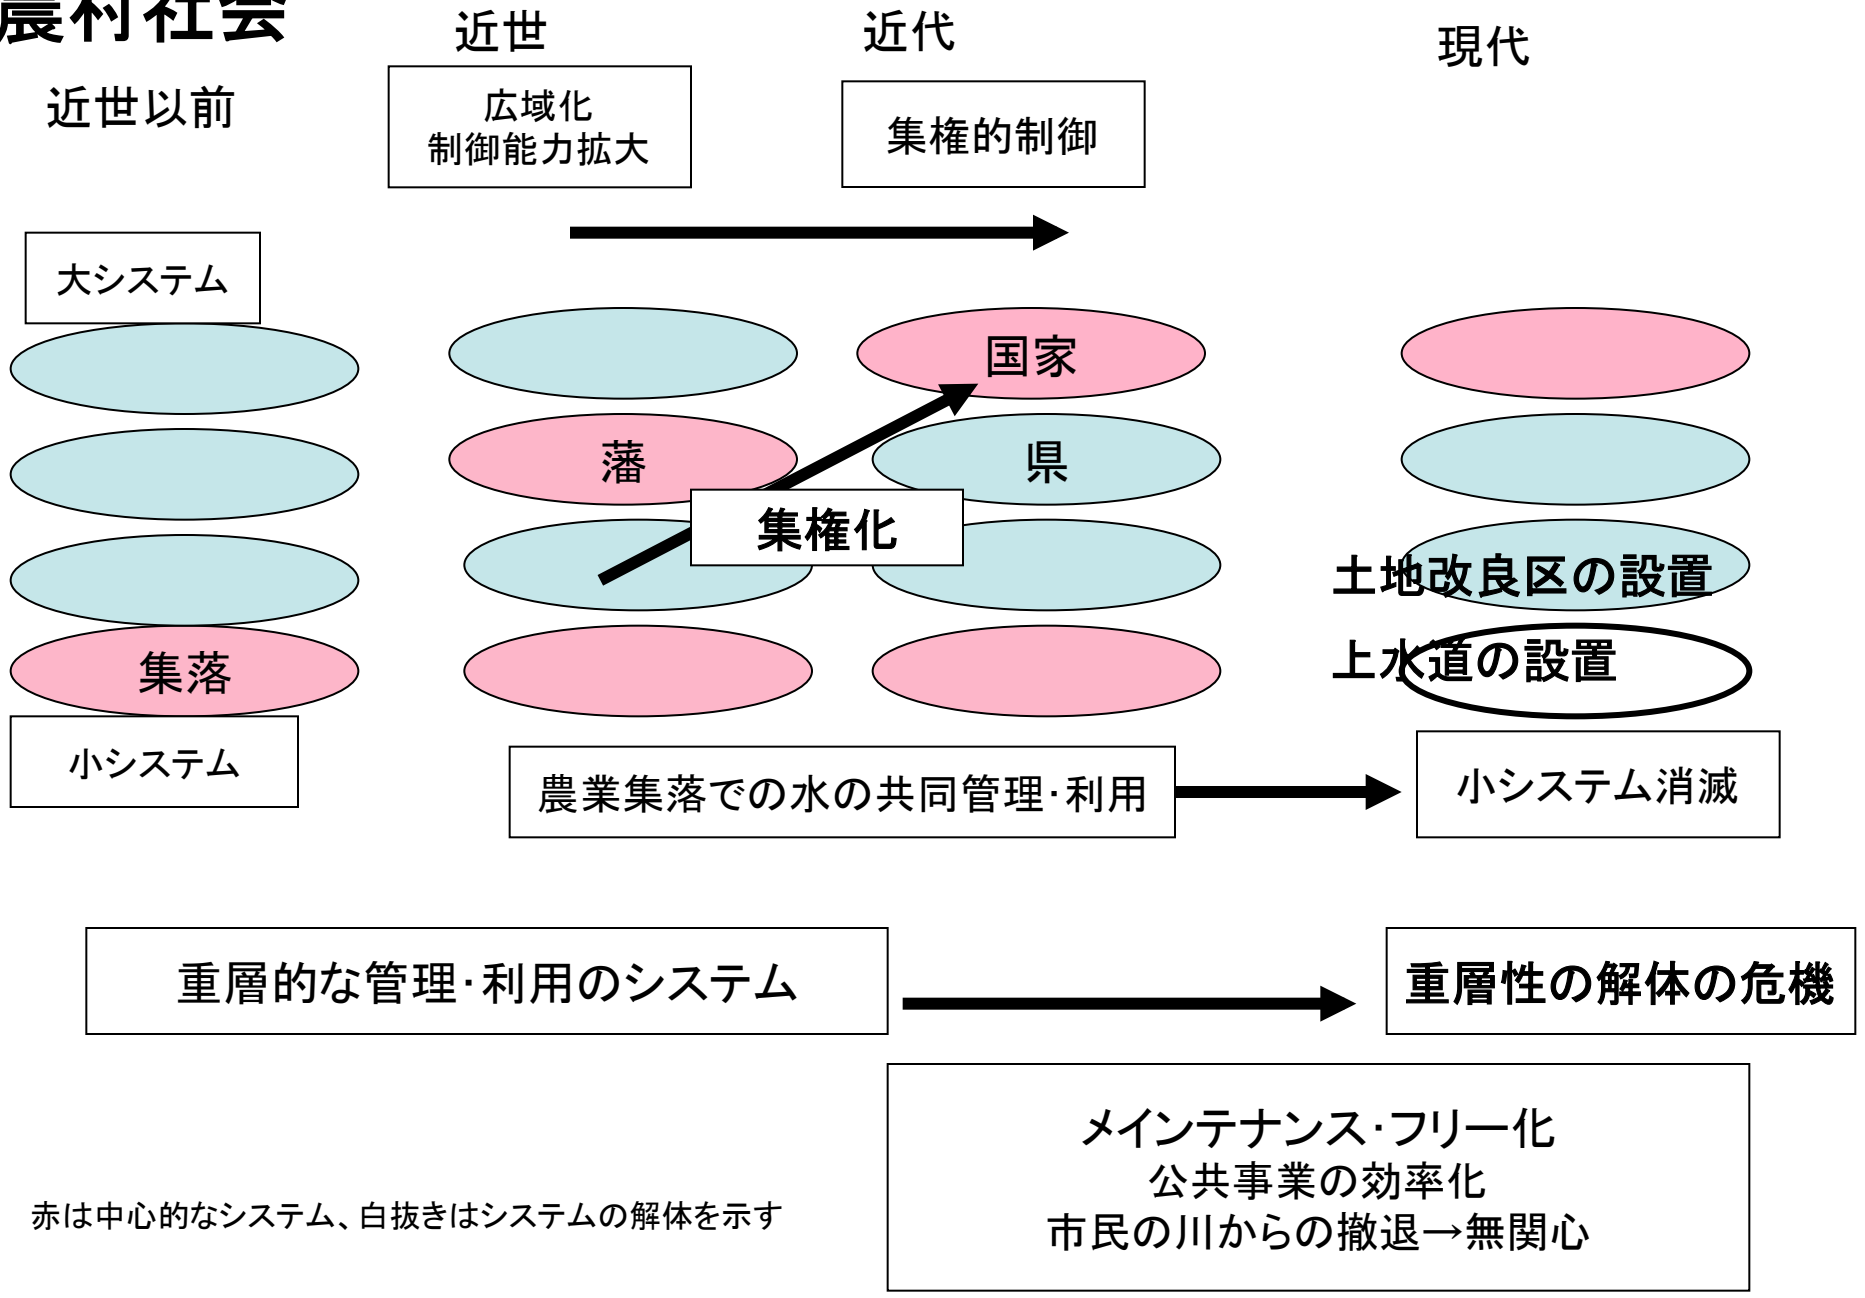 農村社会
近世
近代
現代
近世以前
広域化
制御能力拡大
集権的制御
大システム
国家
藩
県
集権化
土地改良区の設置
上水道の設置
集落
小システム
農業集落での水の共同管理・利用
小システム消滅
重層的な管理・利用のシステム
重層性の解体の危機
メインテナンス・フリー化
公共事業の効率化
市民の川からの撤退→無関心
赤は中心的なシステム、白抜きはシステムの解体を示す